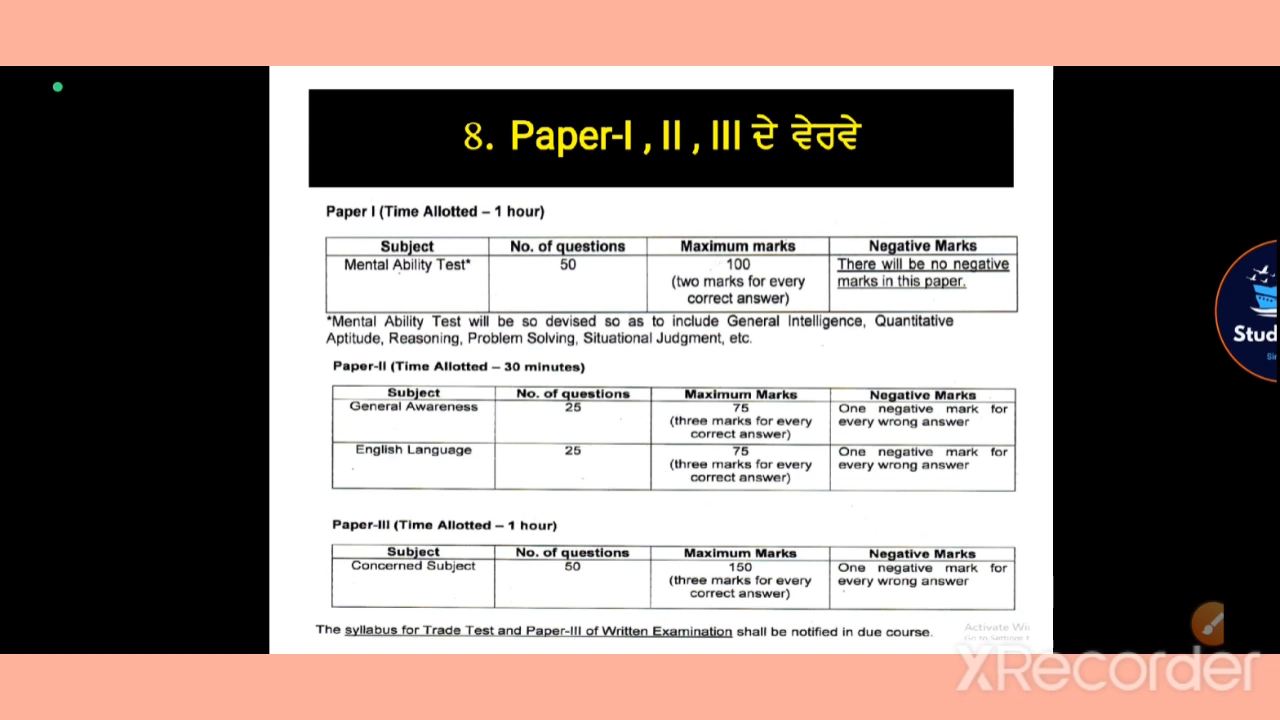 8. Paper-I , II , III ਦੇ ਵੇਰਵੇ
Paper I (Time Allotted – 1 hour)
Subject No. of questions Maximum marks Negative Marks
Mental Ability Test* 50 100 There will be no negative
(two marks for every marks in this paper.
correct answer)
*Mental Ability Test will be so devised so as to include General Intelligence, Quantitative
Aptitude, Reasoning, Problem Solving, Situational Judgment, etc.
Paper-II (Time Allotted – 30 minutes)
Subject No. of questions Maximum Marks Negative Marks
General Awareness 25 75 One negative mark for
(three marks for every every wrong answer
correct answer)
English Language 25 75 One negative mark for
(three marks for every every wrong answer
correct answer)
Paper-III (Time Allotted – 1 hour)
Subject No. of questions Maximum Marks Negative Marks
Concerned Subject 50 150 One negative mark for
(three marks for every every wrong answer
correct answer)
The syllabus for Trade Test and Paper-III of Written Examination shall be notified in due course.
Stud
Activate Wi
XRecorder